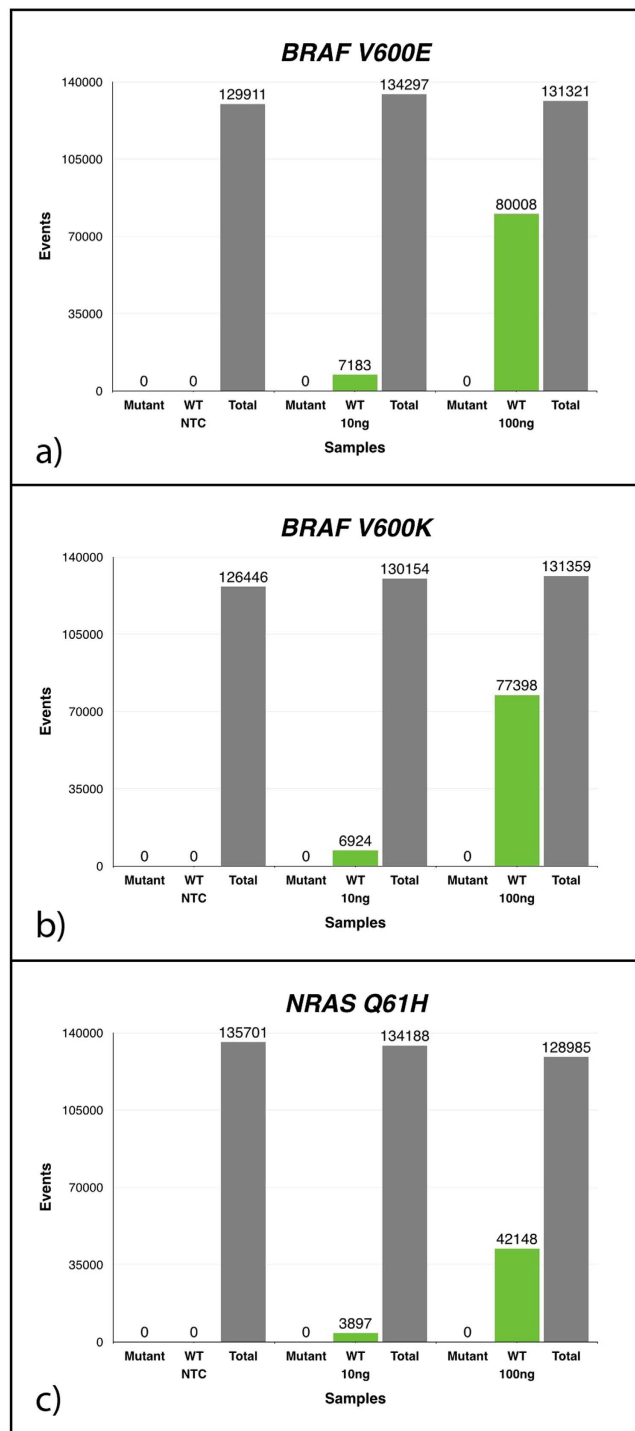 BRAF V600E
140000
105000
70000
35000
0
Events
129911
134297
131321
80008
7183
0 0 0 0
Mutant WT Total Mutant WT Total Mutant WT Total
NTC 10ng 100ng
Samples
a)
BRAF V600K
140000
105000
70000
35000
0
Events
126446
130154
131359
77398
6924
0 0 0 0
Mutant WT Total Mutant WT Total Mutant WT Total
NTC 10ng 100ng
Samples
b)
NRAS Q61H
140000
105000
70000
35000
0
Events
135701
134188
128985
42148
3897
0 0 0 0
Mutant WT Total Mutant WT Total Mutant WT Total
NTC 10ng 100ng
Samples
c)